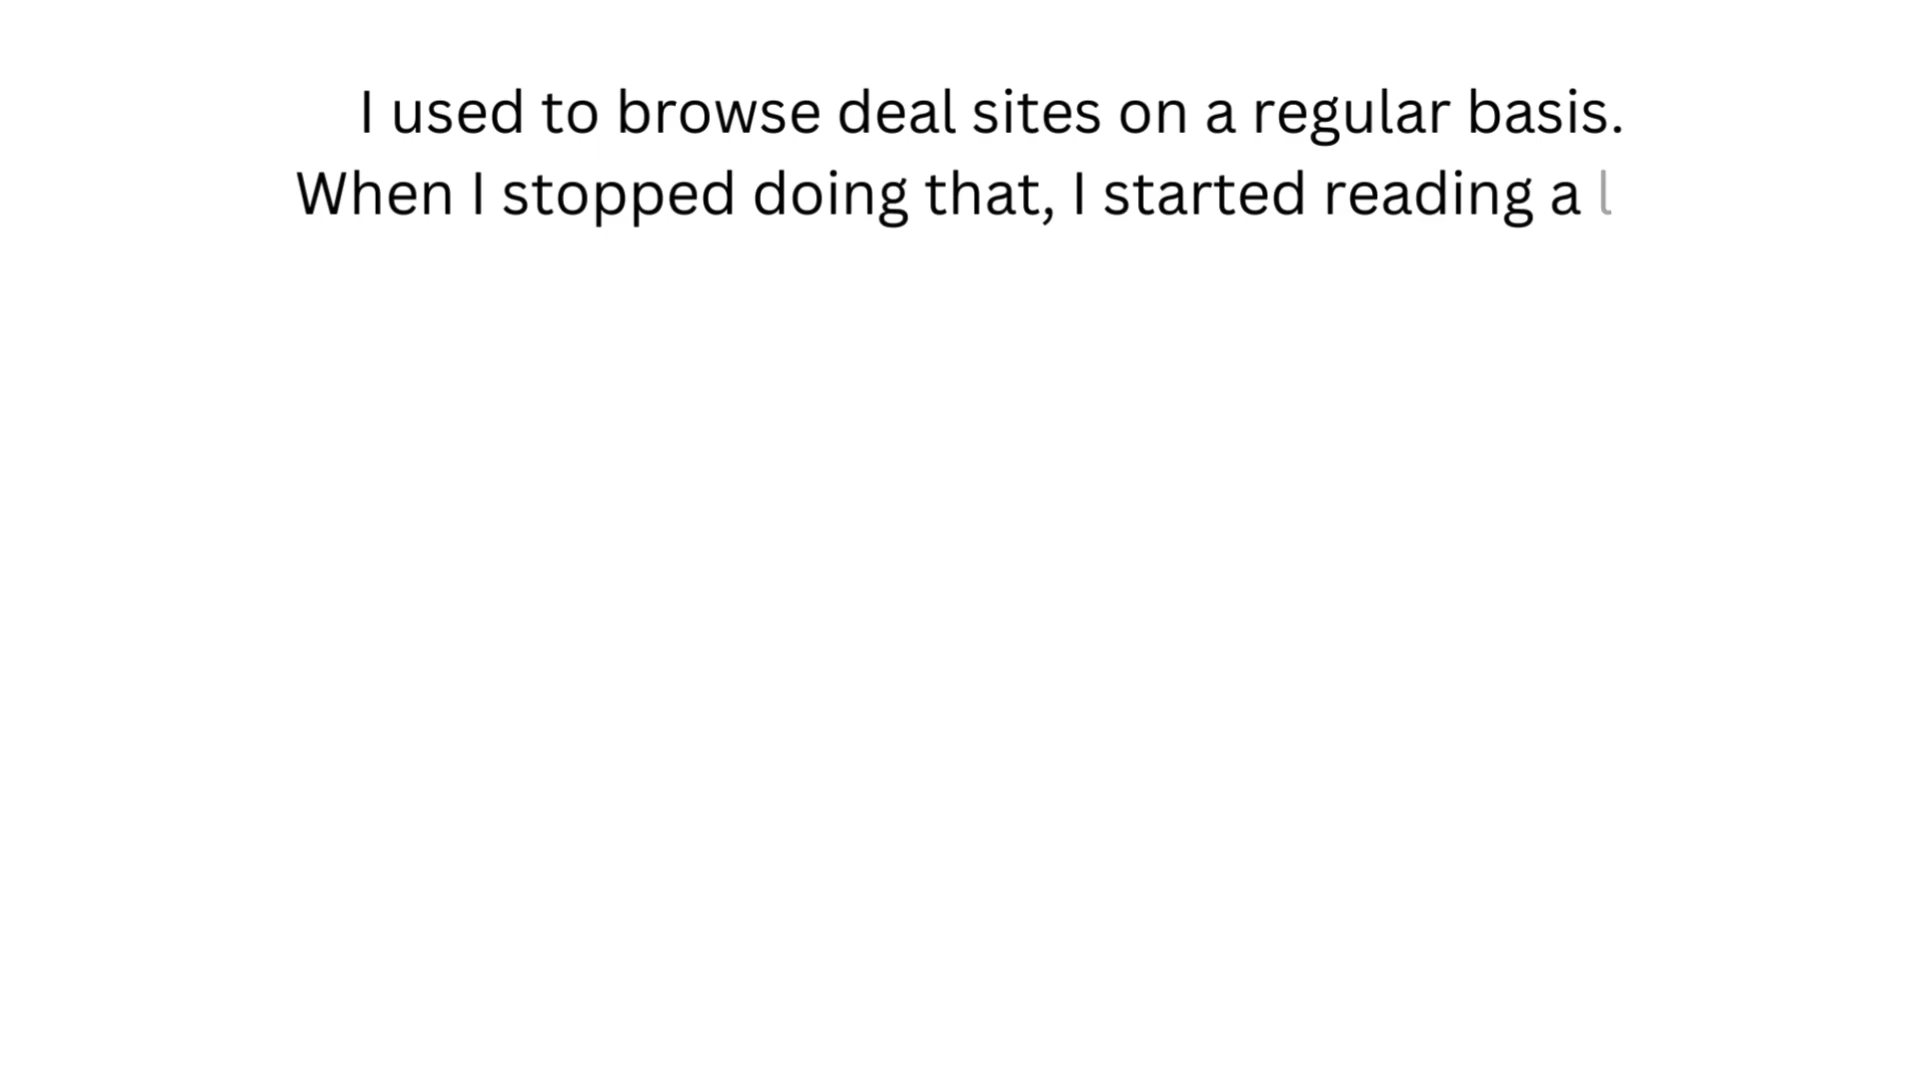 I used to browse deal sites on a regular basis.
When I stopped doing that, I started reading a l